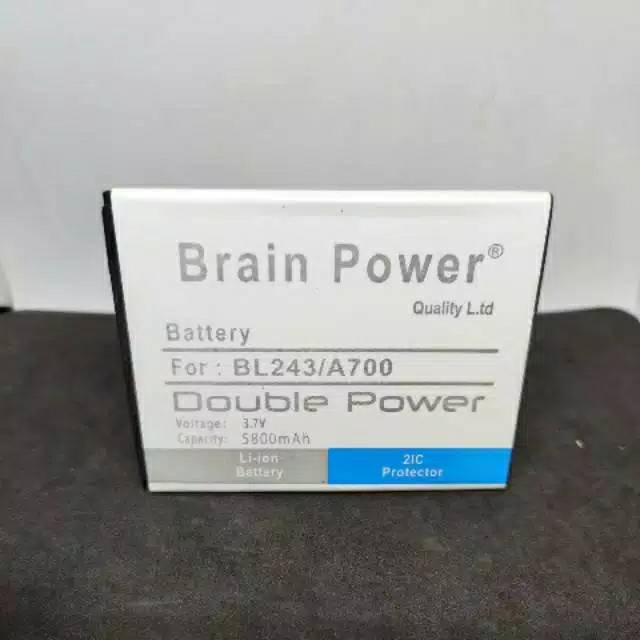 Brain Power®
Quality L.td
Battery
For : BL243/A700
Double Power
Voltage: 3.7V
Capacity: 5800mAh
Li-ion
Battery
2IC
Protector